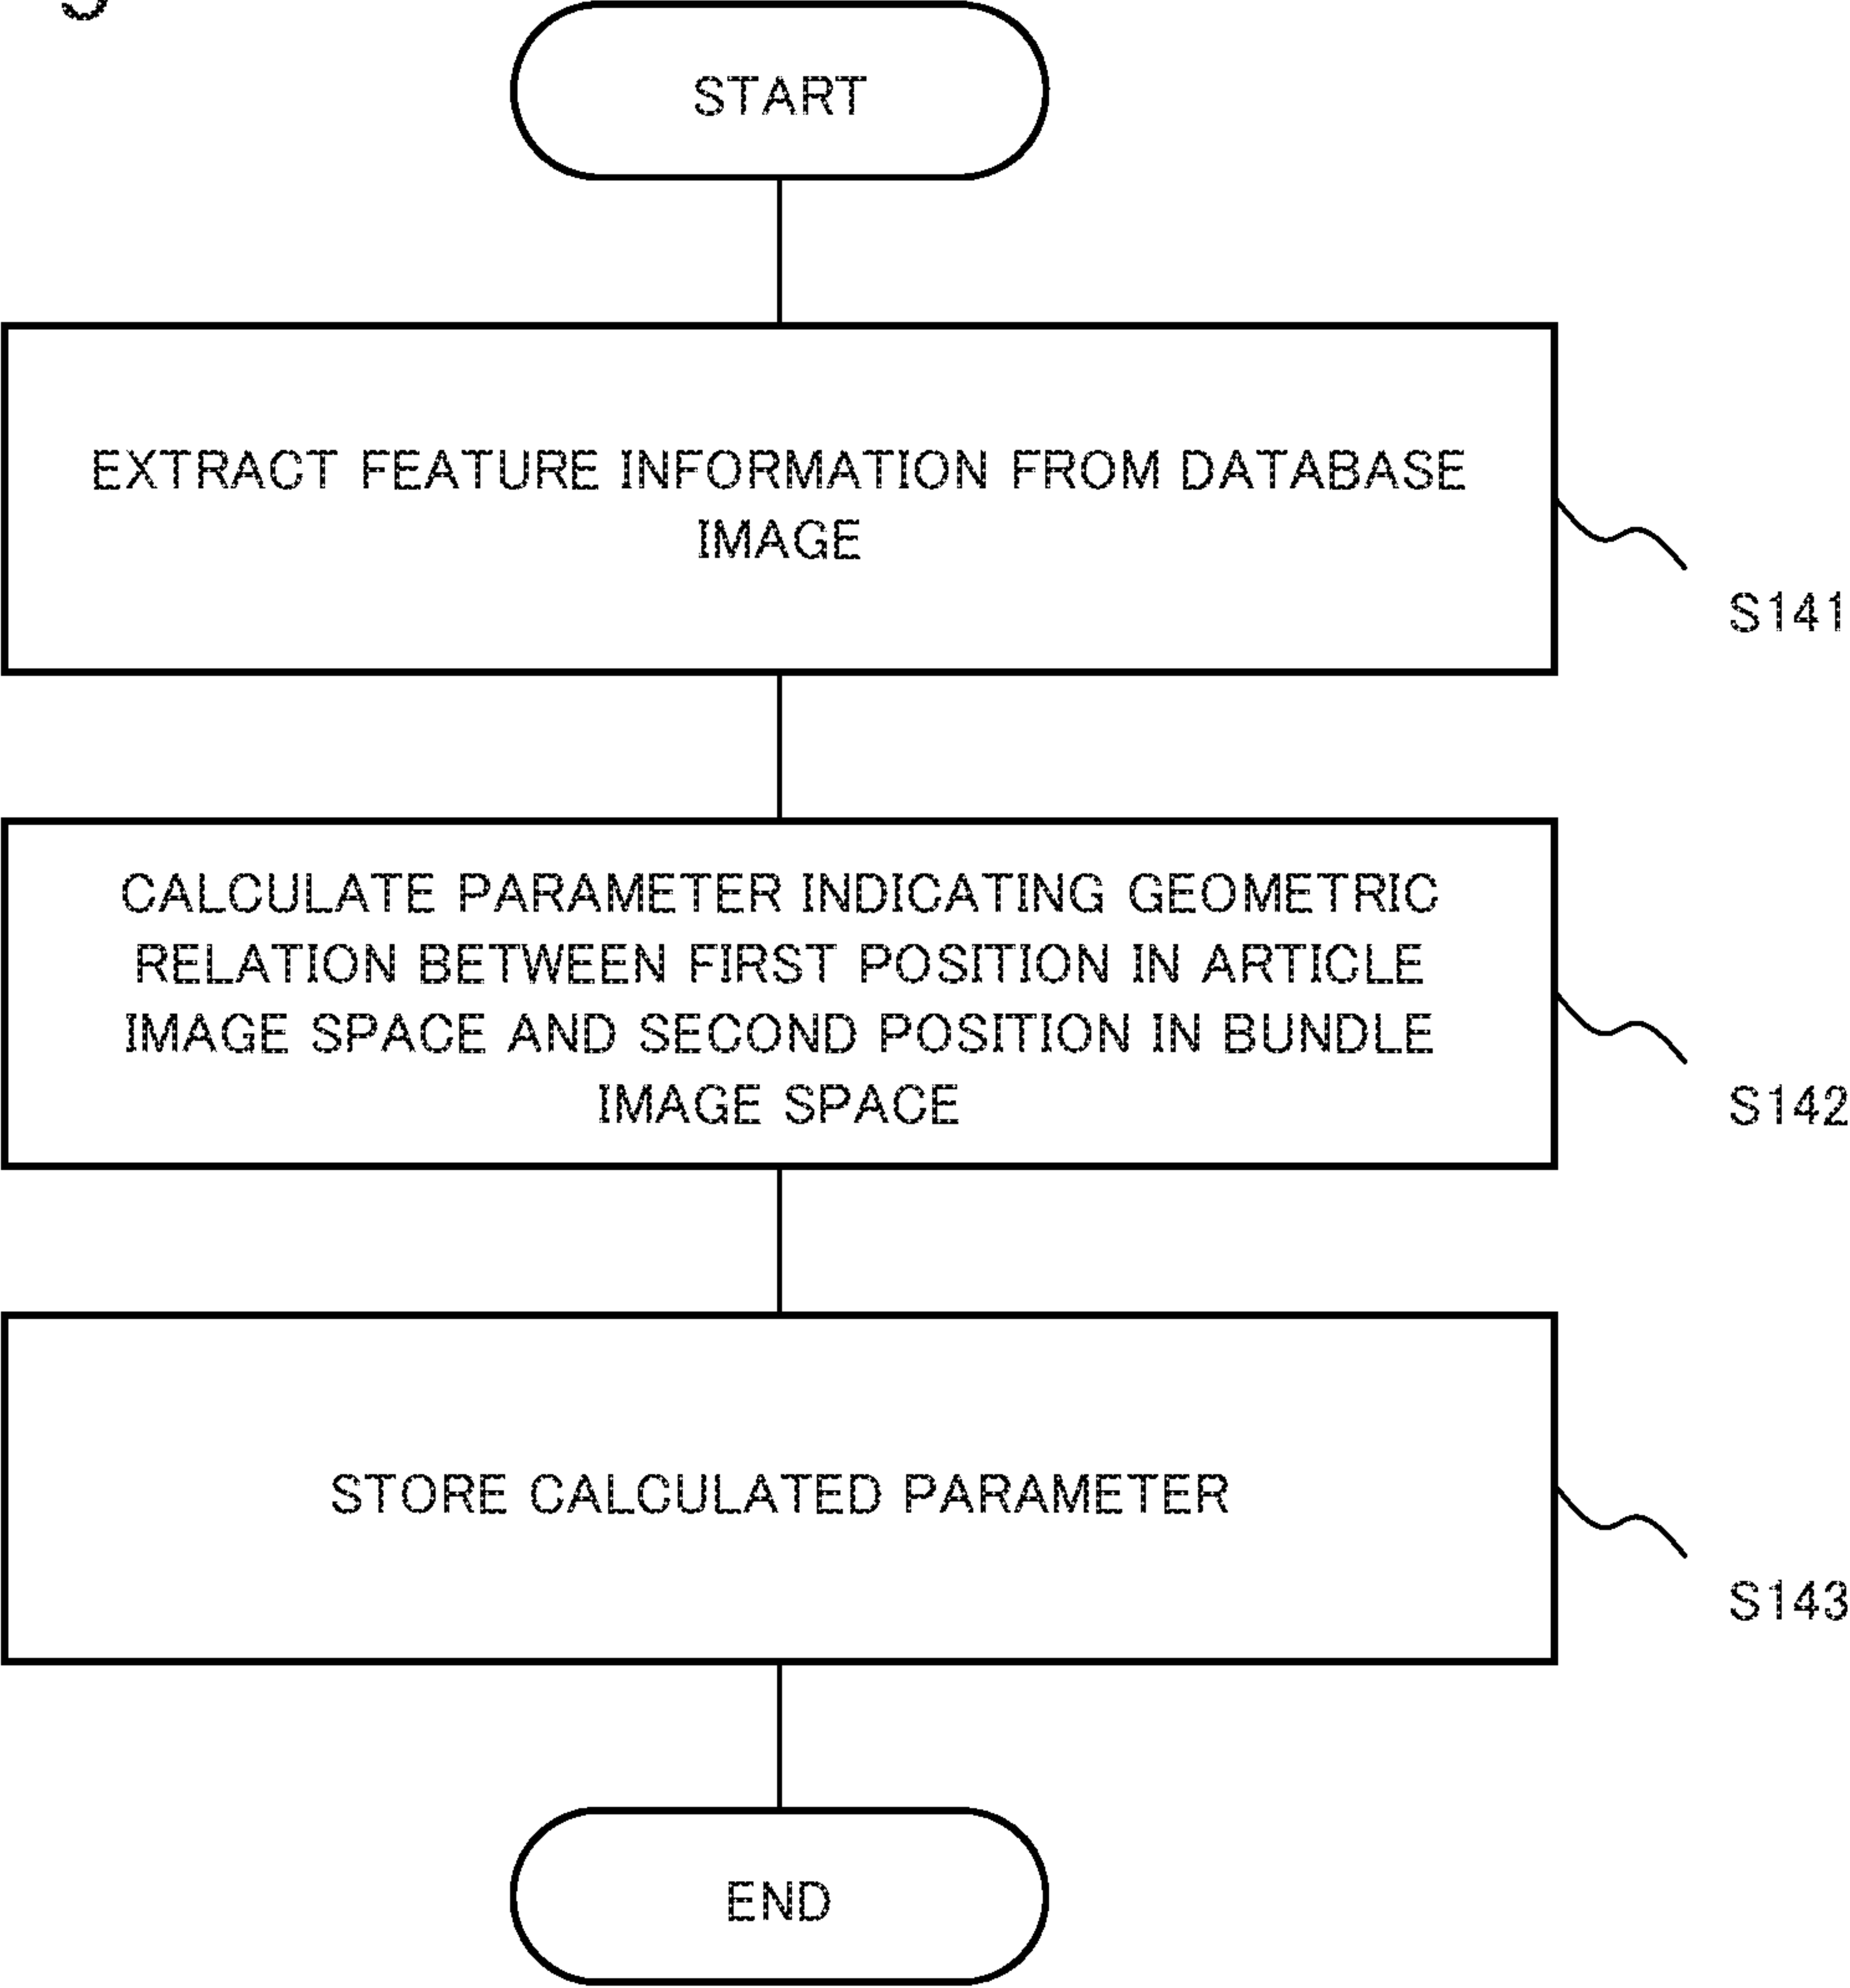 START
EXTRACT FEATURE INFORMATION FROM DATABASE
IMAGE
S141
CALCULATE PARAMETER INDICATING GEOMETRIC
RELATION BETWEEN FIRST POSITION IN ARTICLE
IMAGE SPACE AND SECOND POSITION IN BUNDLE
IMAGE SPACE
S142
STORE CALCULATED PARAMETER
S143
END